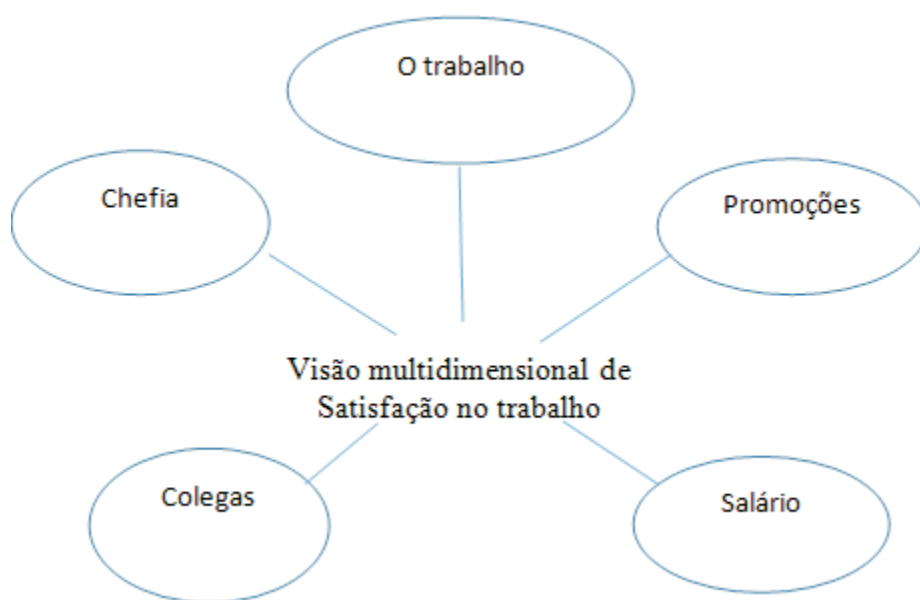 O trabalho
Chefia
Promoções
Visão multidimensional de
Satisfação no trabalho
Colegas
Salário